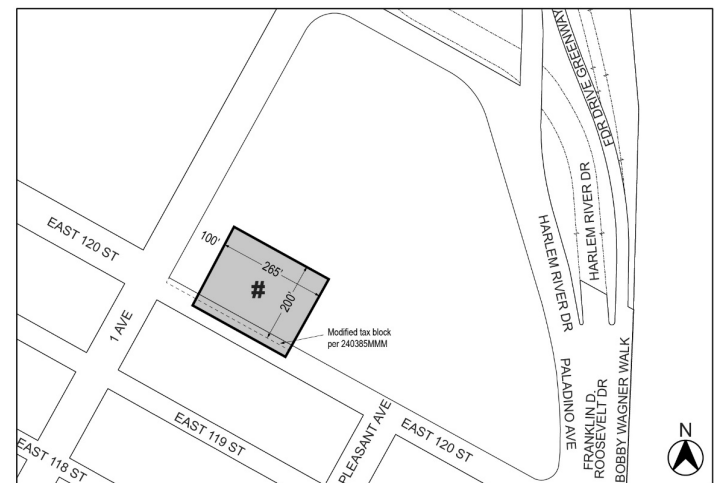 FDR DRIVE GREENWAY
HARLEM RIVER DR
EAST 120 ST
100'
265'
200'
#
HARLEM RIVER DR
1 AVE
Modified tax block
per 240385MMM
PALADINO AVE
FRANKLIN D.
ROOSEVELT DR
BOBBY WAGNER WALK
EAST 119 ST
PLEASANT AVE
EAST 120 ST
EAST 118 ST
N